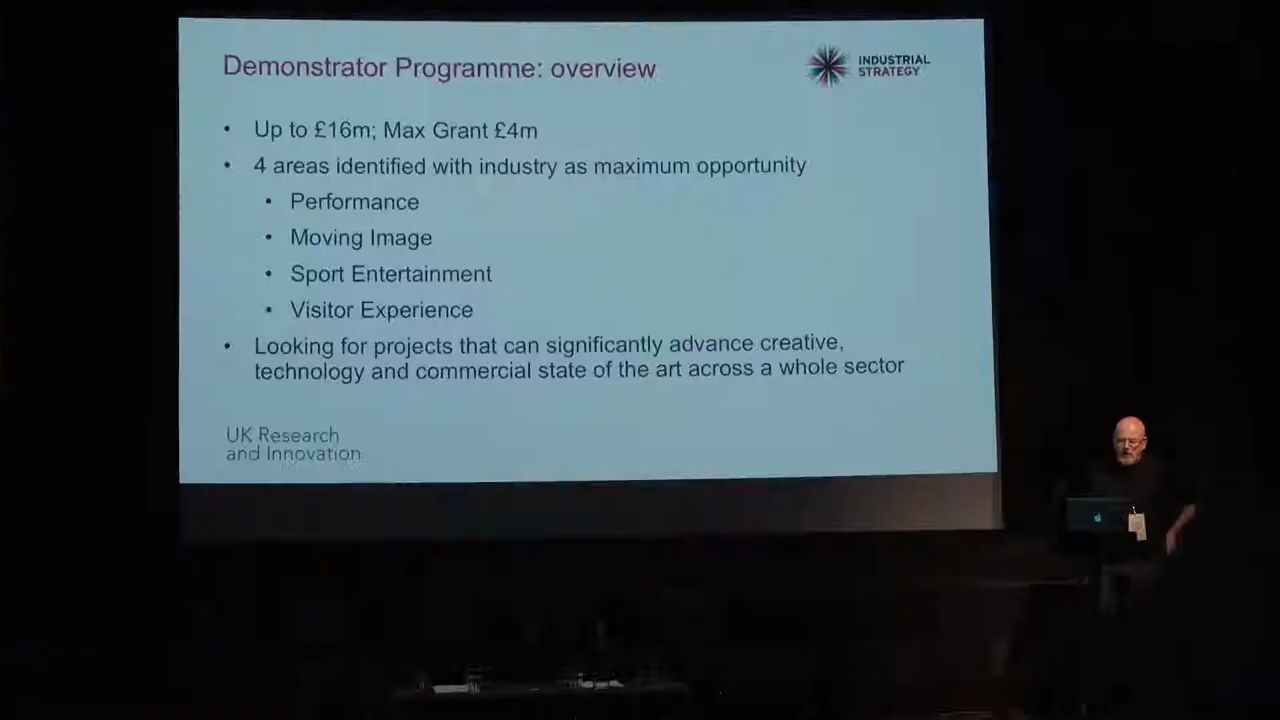 Demonstrator Programme: overview
INDUSTRIAL
STRATEGY
• Up to £16m; Max Grant £4m
• 4 areas identified with industry as maximum opportunity
• Performance
• Moving Image
• Sport Entertainment
• Visitor Experience
• Looking for projects that can significantly advance creative,
technology and commercial state of the art across a whole sector
UK Research
and Innovation